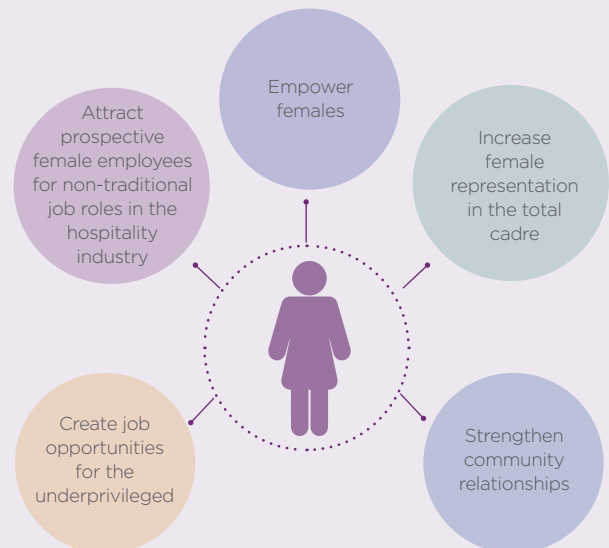 Empower
females
Attract
prospective
female employees
for non-traditional
job roles in the
hospitality
industry
Increase
female
representation
in the total
cadre
Create job
opportunities
for the
underprivileged
Strengthen
community
relationships